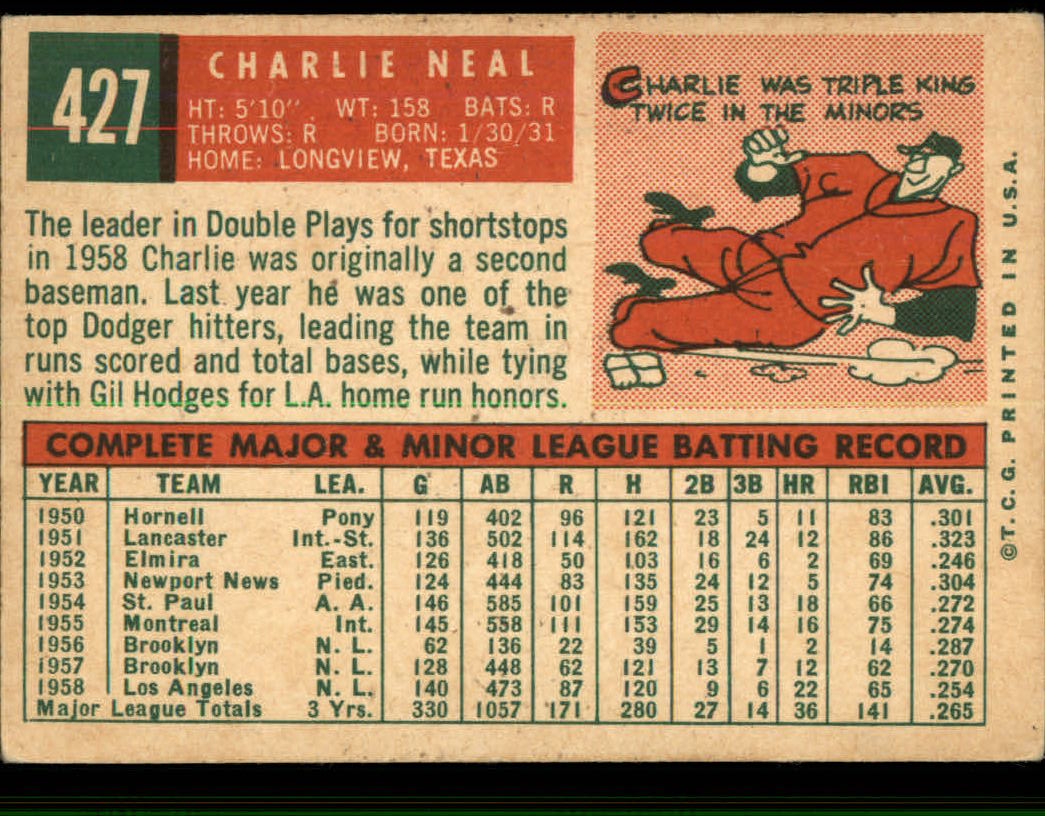 427
CHARLIE NEAL
HT: 5'10" WT: 158 BATS: R
THROWS: R BORN: 1/30/31
HOME: LONGVIEW, TEXAS
CHARLIE WAS TRIPLE KING
TWICE IN THE MINORS
The leader in Double Plays for shortstops
in 1958 Charlie was originally a second
baseman. Last year he was one of the
top Dodger hitters, leading the team in
runs scored and total bases, while tying
with Gil Hodges for L.A. home run honors.
COMPLETE MAJOR & MINOR LEAGUE BATTING RECORD
YEAR TEAM LEA. G AB R H 2B 3B HR RBI AVG.
1950 Hornell Pony 119 402 96 121 23 5 11 83 .301
1951 Lancaster Int.-St. 136 502 114 162 18 24 12 86 .323
1952 Elmira East. 126 418 50 103 16 6 2 69 .246
1953 Newport News Pied. 124 444 83 135 24 12 5 74 .304
1954 St. Paul A. A. 146 585 101 159 25 13 18 66 .272
1955 Montreal Int. 145 558 111 153 29 14 16 75 .274
1956 Brooklyn N. L. 62 136 22 39 5 1 2 14 .287
1957 Brooklyn N. L. 128 448 62 121 13 7 12 62 .270
1958 Los Angeles N. L. 140 473 87 120 9 6 22 65 .254
Major League Totals 3 Yrs. 330 1057 171 280 27 14 36 141 .265
©T. C. G. PRINTED IN U.S.A.